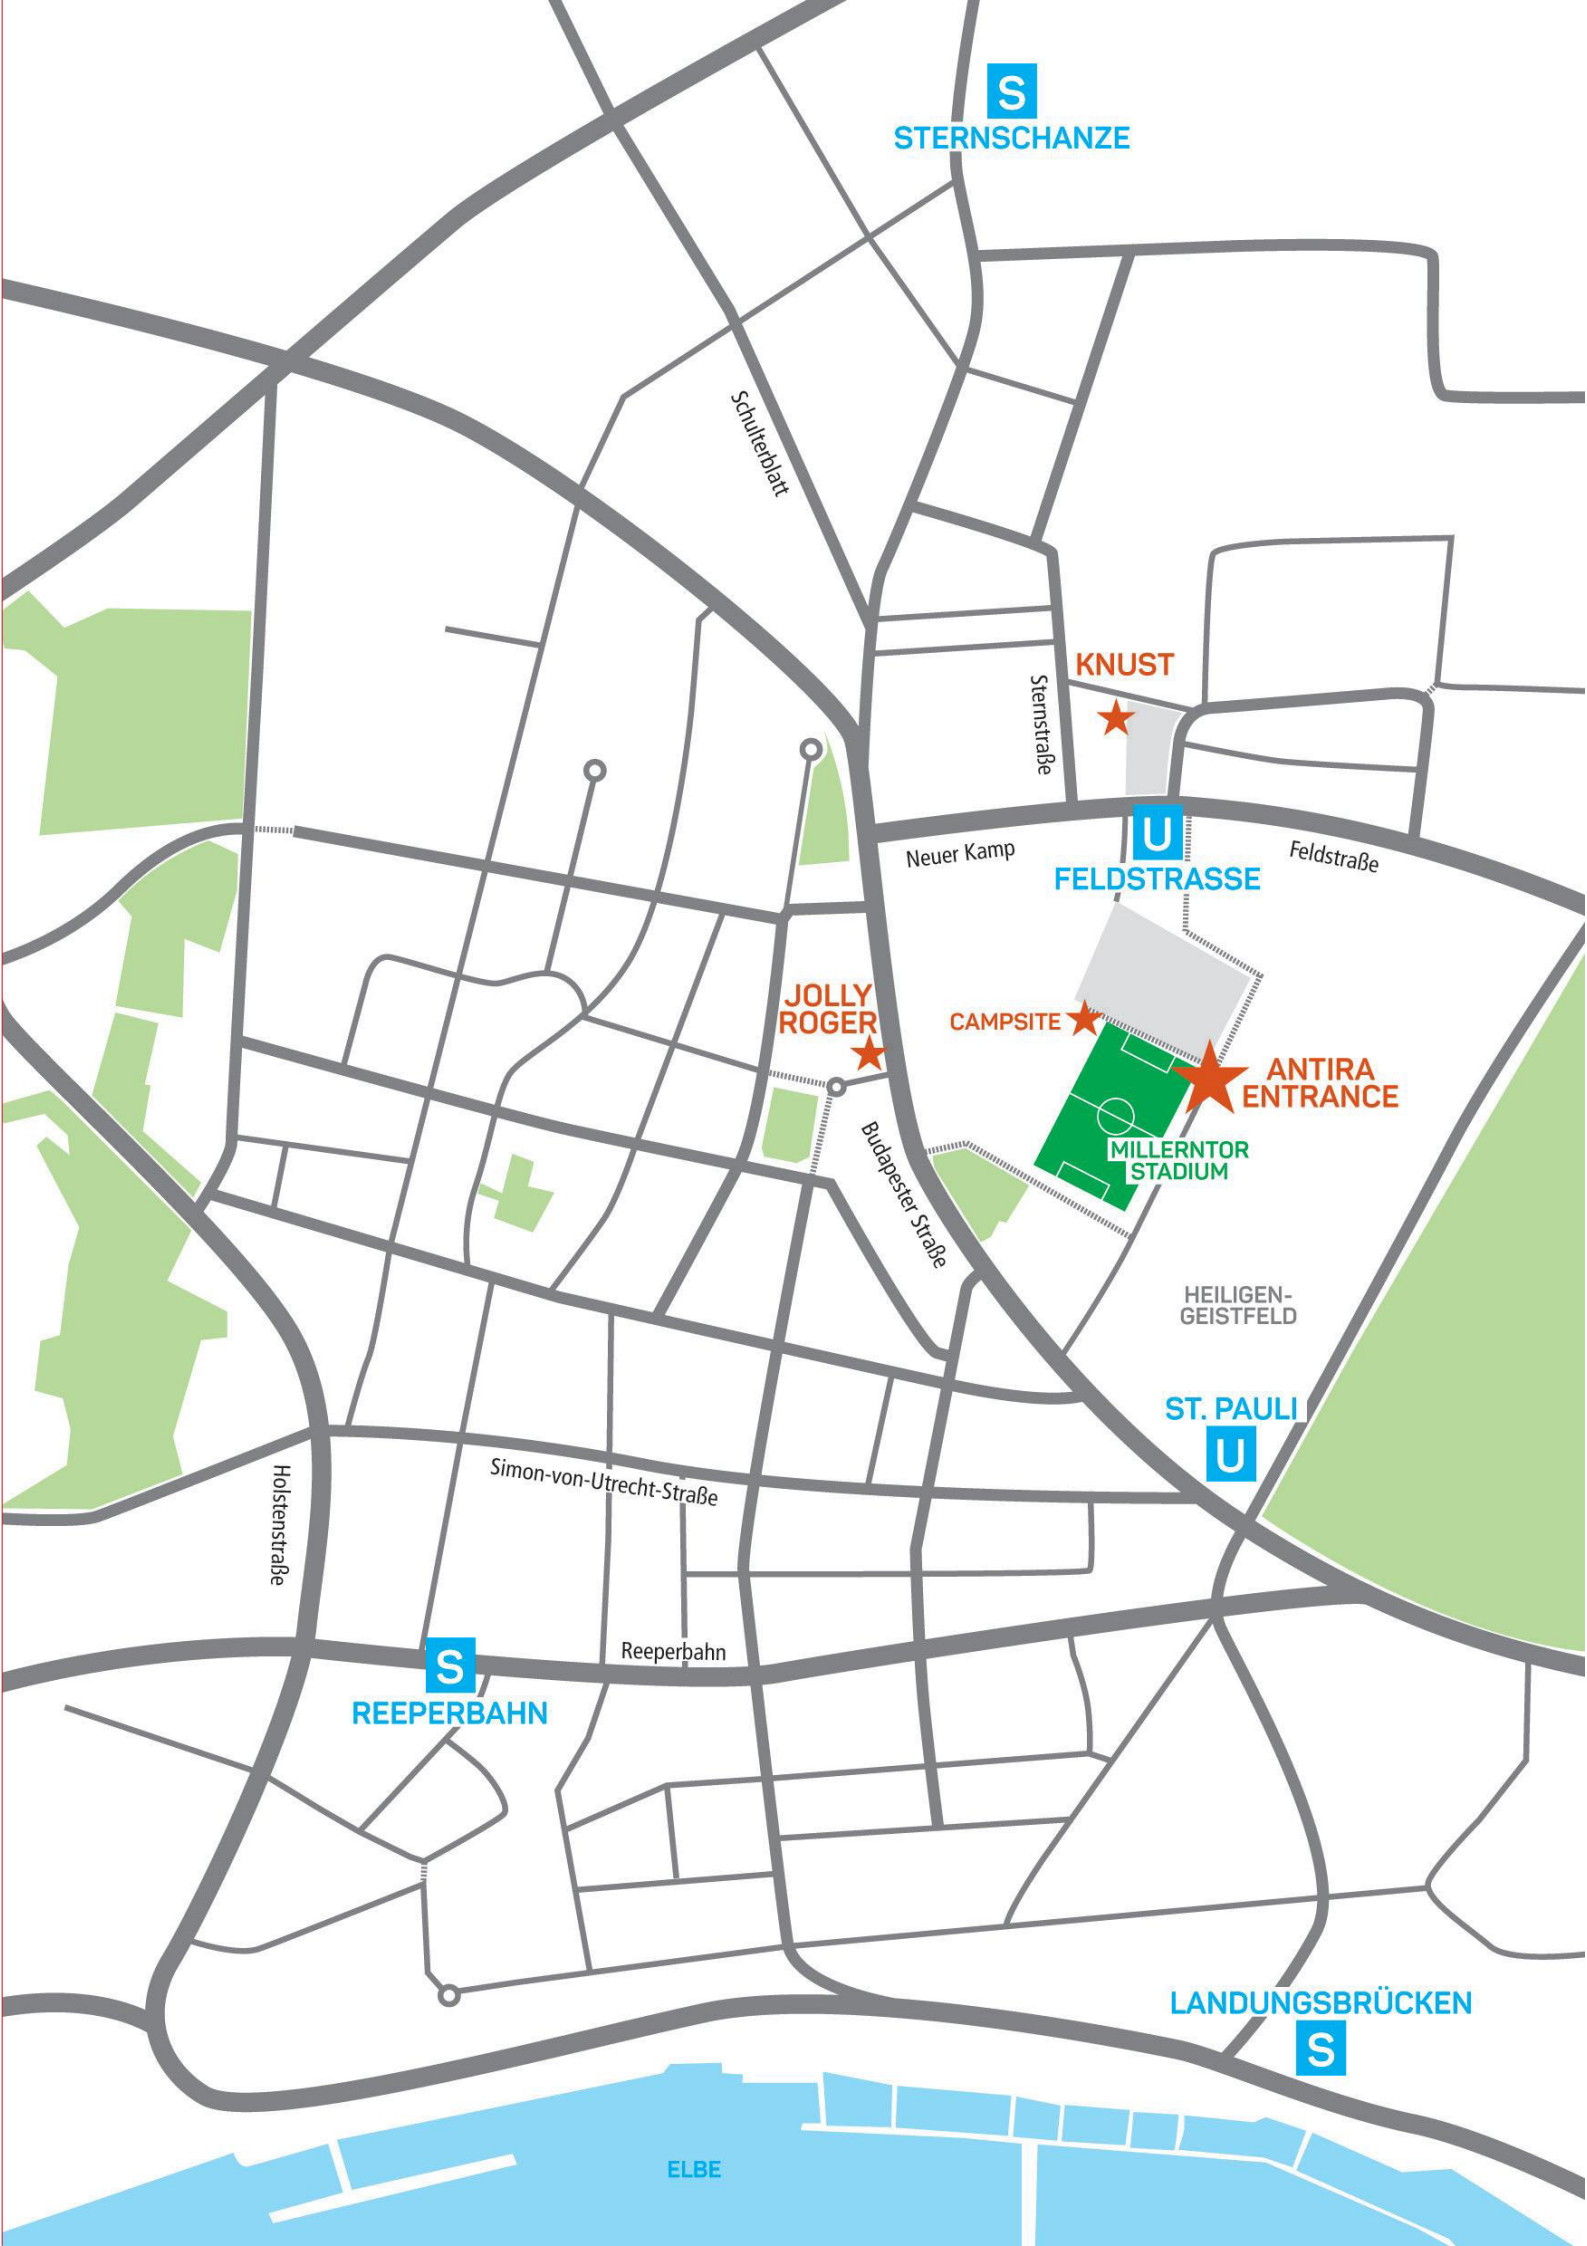 S
STERNSCHANZE
Schulterblatt
KNUST
Sternstraße
U
FELDSTRASSE
Neuer Kamp
Feldstraße
JOLLY
ROGER
CAMPSITE
ANTIRA
ENTRANCE
MILLERNTOR
STADIUM
Budapester Straße
HEILIGEN-
GEISTFELD
ST. PAULI
U
Simon-von-Utrecht-Straße
Holstenstraße
Reeperbahn
S
REEPERBAHN
LANDUNGSBRÜCKEN
S
ELBE